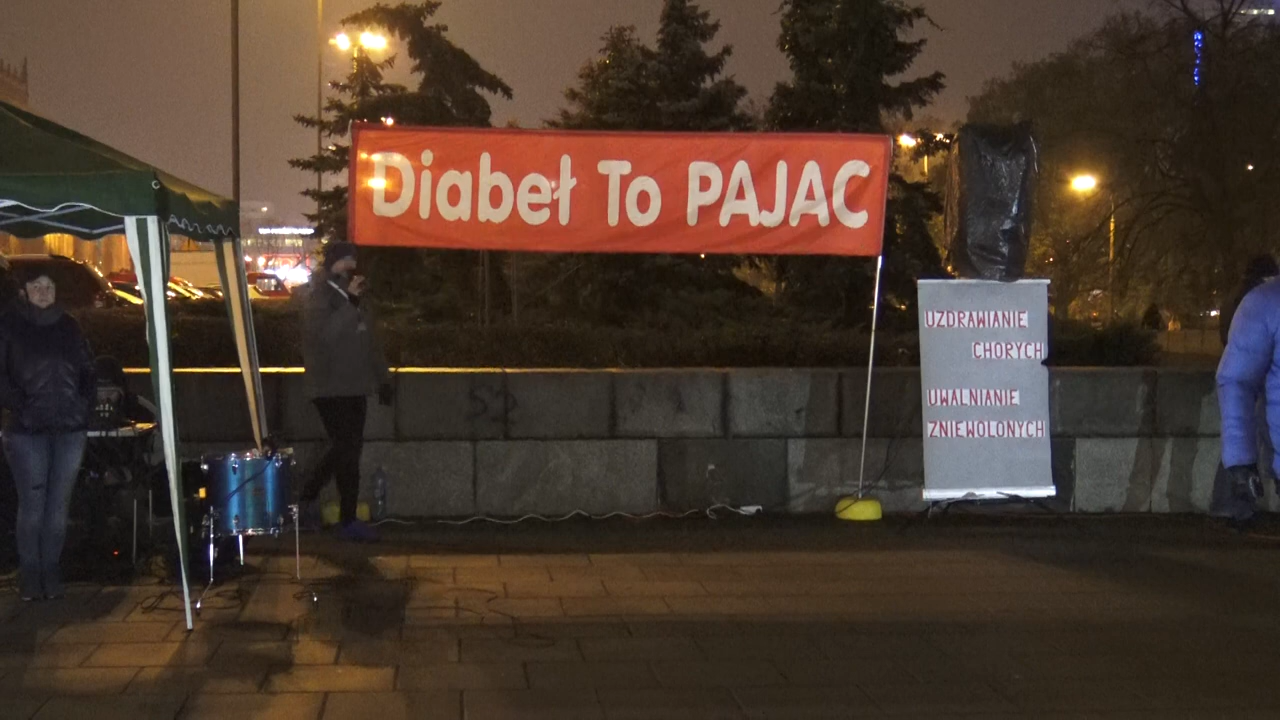 Diabeł To PAJAC
UZDRAWIANIE
CHORYCH
UWALNIANIE
ZNIEWOLONYCH